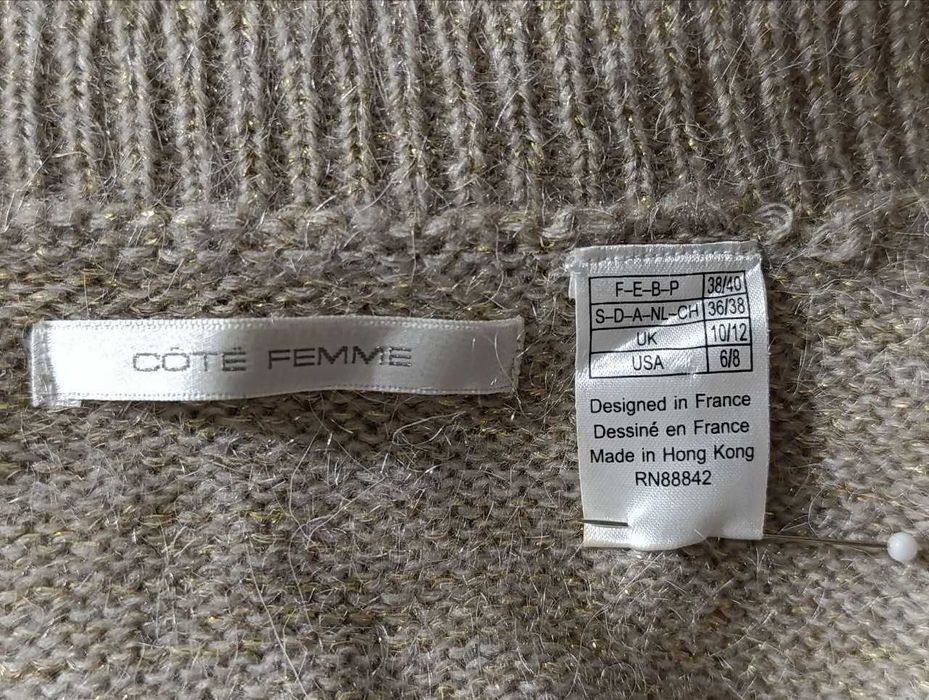 CÔTÉ FEMME
F-E-B-P 38/40
S-D-A-NL-CH 36/38
UK 10/12
USA 6/8
Designed in France
Dessiné en France
Made in Hong Kong
RN88842